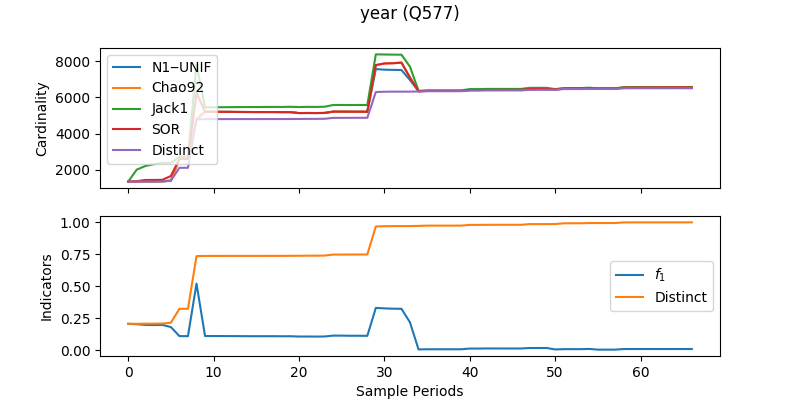 year (Q577)
Cardinality
8000
6000
4000
2000
N1−UNIF
Chao92
Jack1
SOR
Distinct
Indicators
1.00
0.75
0.50
0.25
0.00
f1
Distinct
0 10 20 30 40 50 60
Sample Periods